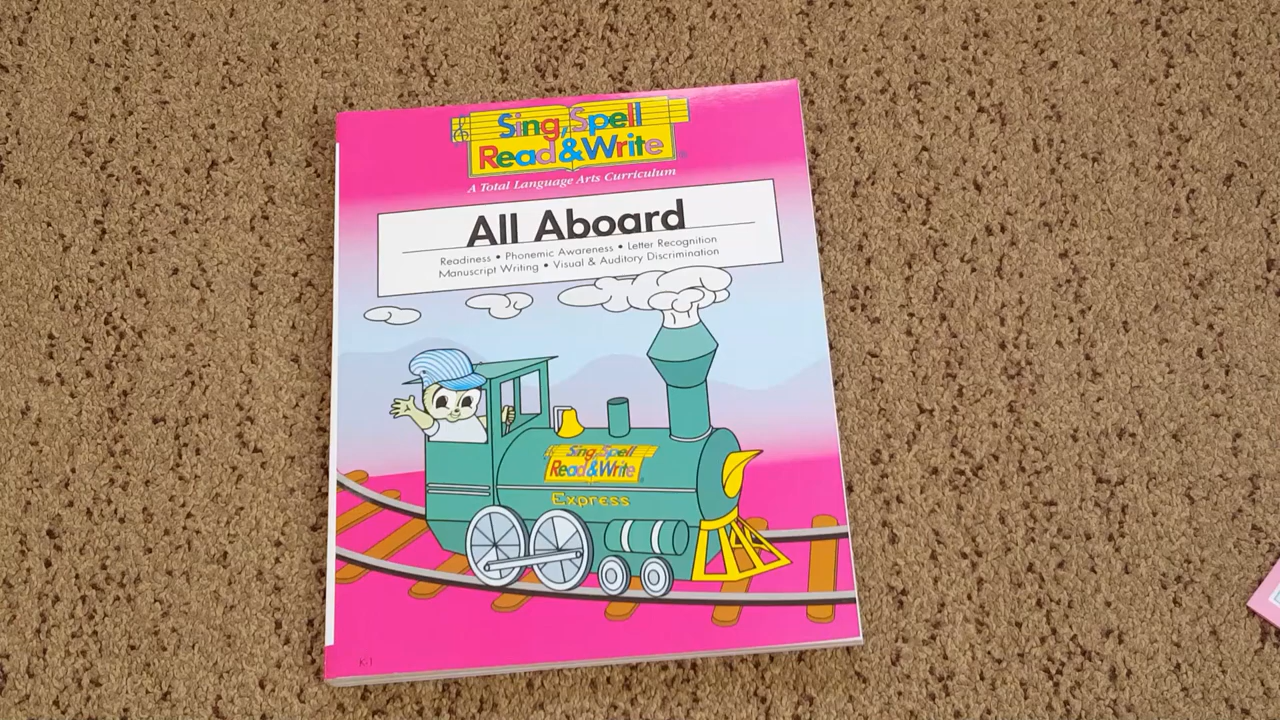 Sing, Spell
Read & Write®
A Total Language Arts Curriculum
All Aboard
Readiness • Phonemic Awareness • Letter Recognition
Manuscript Writing • Visual & Auditory Discrimination
Sing, Spell
Read & Write®
Express
K-1